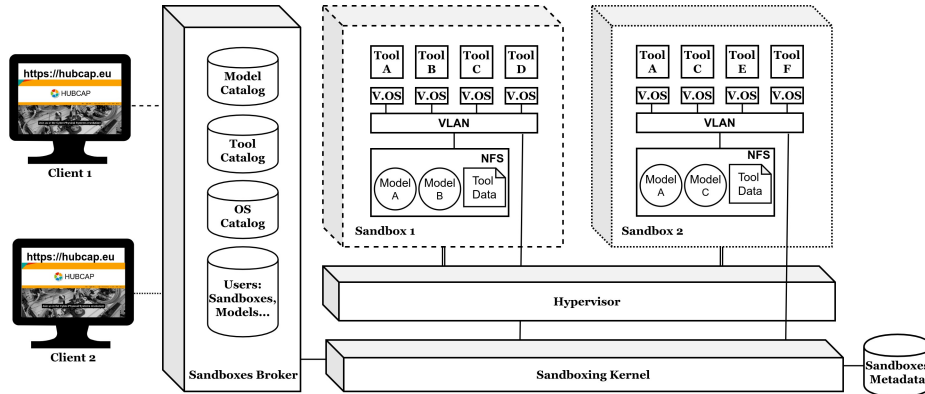 https://hubcap.eu
HUBCAP
Client 1
https://hubcap.eu
HUBCAP
Client 2
Model
Catalog
Tool
Catalog
OS
Catalog
Users:
Sandboxes,
Models...
Sandboxes Broker
Tool A
Tool B
Tool C
Tool D
V.OS V.OS V.OS V.OS
VLAN
NFS
Model A
Model B
Tool Data
Sandbox 1
Tool A
Tool C
Tool E
Tool F
V.OS V.OS V.OS V.OS
VLAN
NFS
Model A
Model C
Tool Data
Sandbox 2
Hypervisor
Sandboxing Kernel
Sandboxes
Metadata